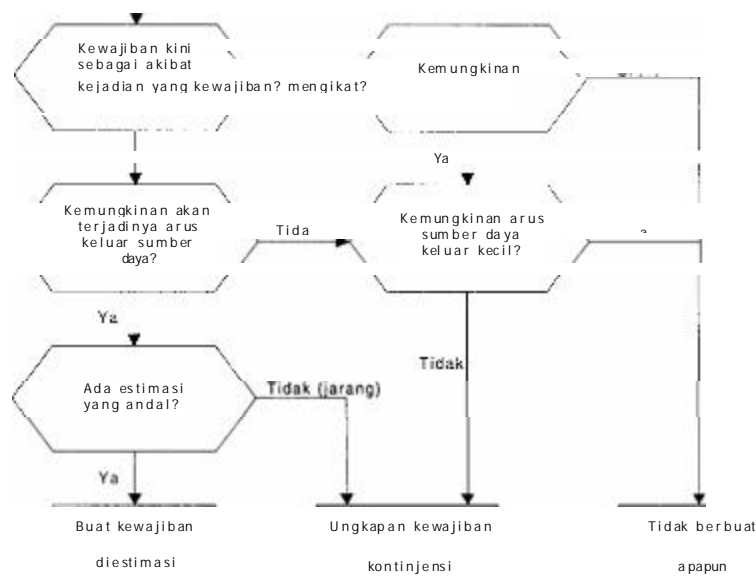 Kewajiban kini
sebagai akibat
kejadian yang kewajiban? mengikat?
Kemungkinan
Ya
Kemungkinan akan
terjadinya arus
keluar sumber
daya?
Tida
Kemungkinan arus
sumber daya
keluar kecil?
a
Ya
Tidak
Ada estimasi
yang andal?
Tidak (jarang)
Ya
Buat kewajiban
diestimasi
Ungkapan kewajiban
kontinjensi
Tidak berbuat
apapun